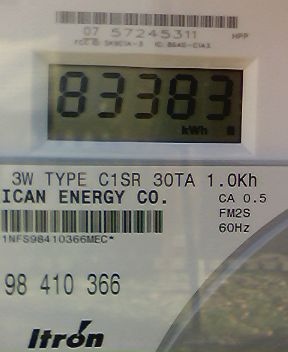 07 57245311 HPP
83383
kWh
3W TYPE C1SR 30TA 1.0Kh
ICAN ENERGY CO. CA 0.5
FM2S
1NFS98410366MEC* 60Hz
98 410 366
Itron